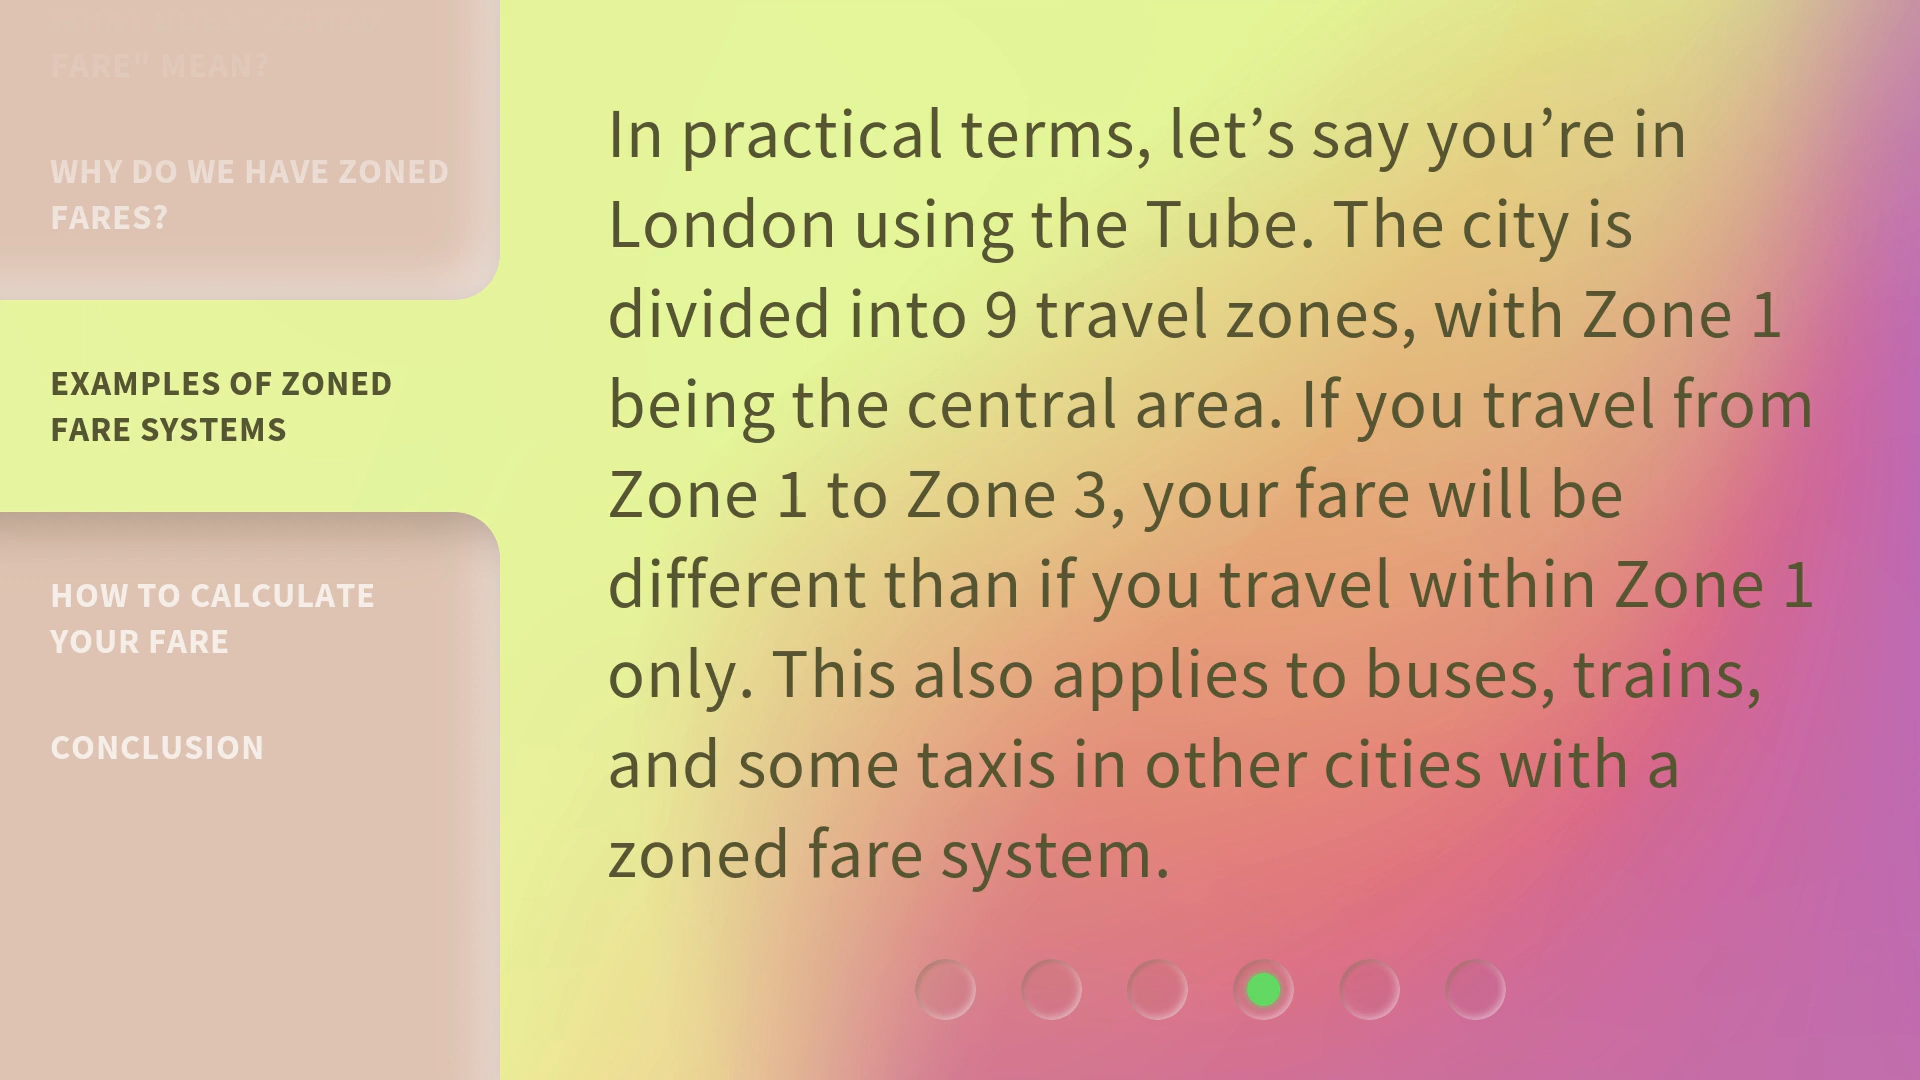 FARE" MEAN?
WHY DO WE HAVE ZONED
FARES?
EXAMPLES OF ZONED
FARE SYSTEMS
HOW TO CALCULATE
YOUR FARE
CONCLUSION
In practical terms, let’s say you’re in
London using the Tube. The city is
divided into 9 travel zones, with Zone 1
being the central area. If you travel from
Zone 1 to Zone 3, your fare will be
different than if you travel within Zone 1
only. This also applies to buses, trains,
and some taxis in other cities with a
zoned fare system.